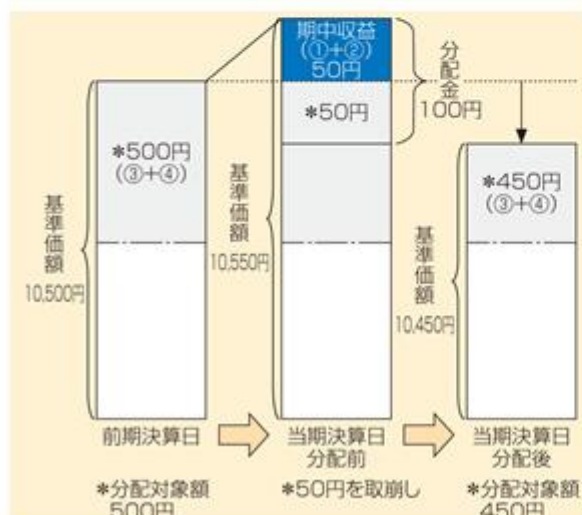 期中収益
(①+②)
50円
*50円
分配金
100円
*500円
(③+④)
基準価額
10,500円
基準価額
10,550円
*450円
(③+④)
基準価額
10,450円
前期決算日
当期決算日
分配前
当期決算日
分配後
*分配対象額
500円
*50円を取崩し
*分配対象額
450円